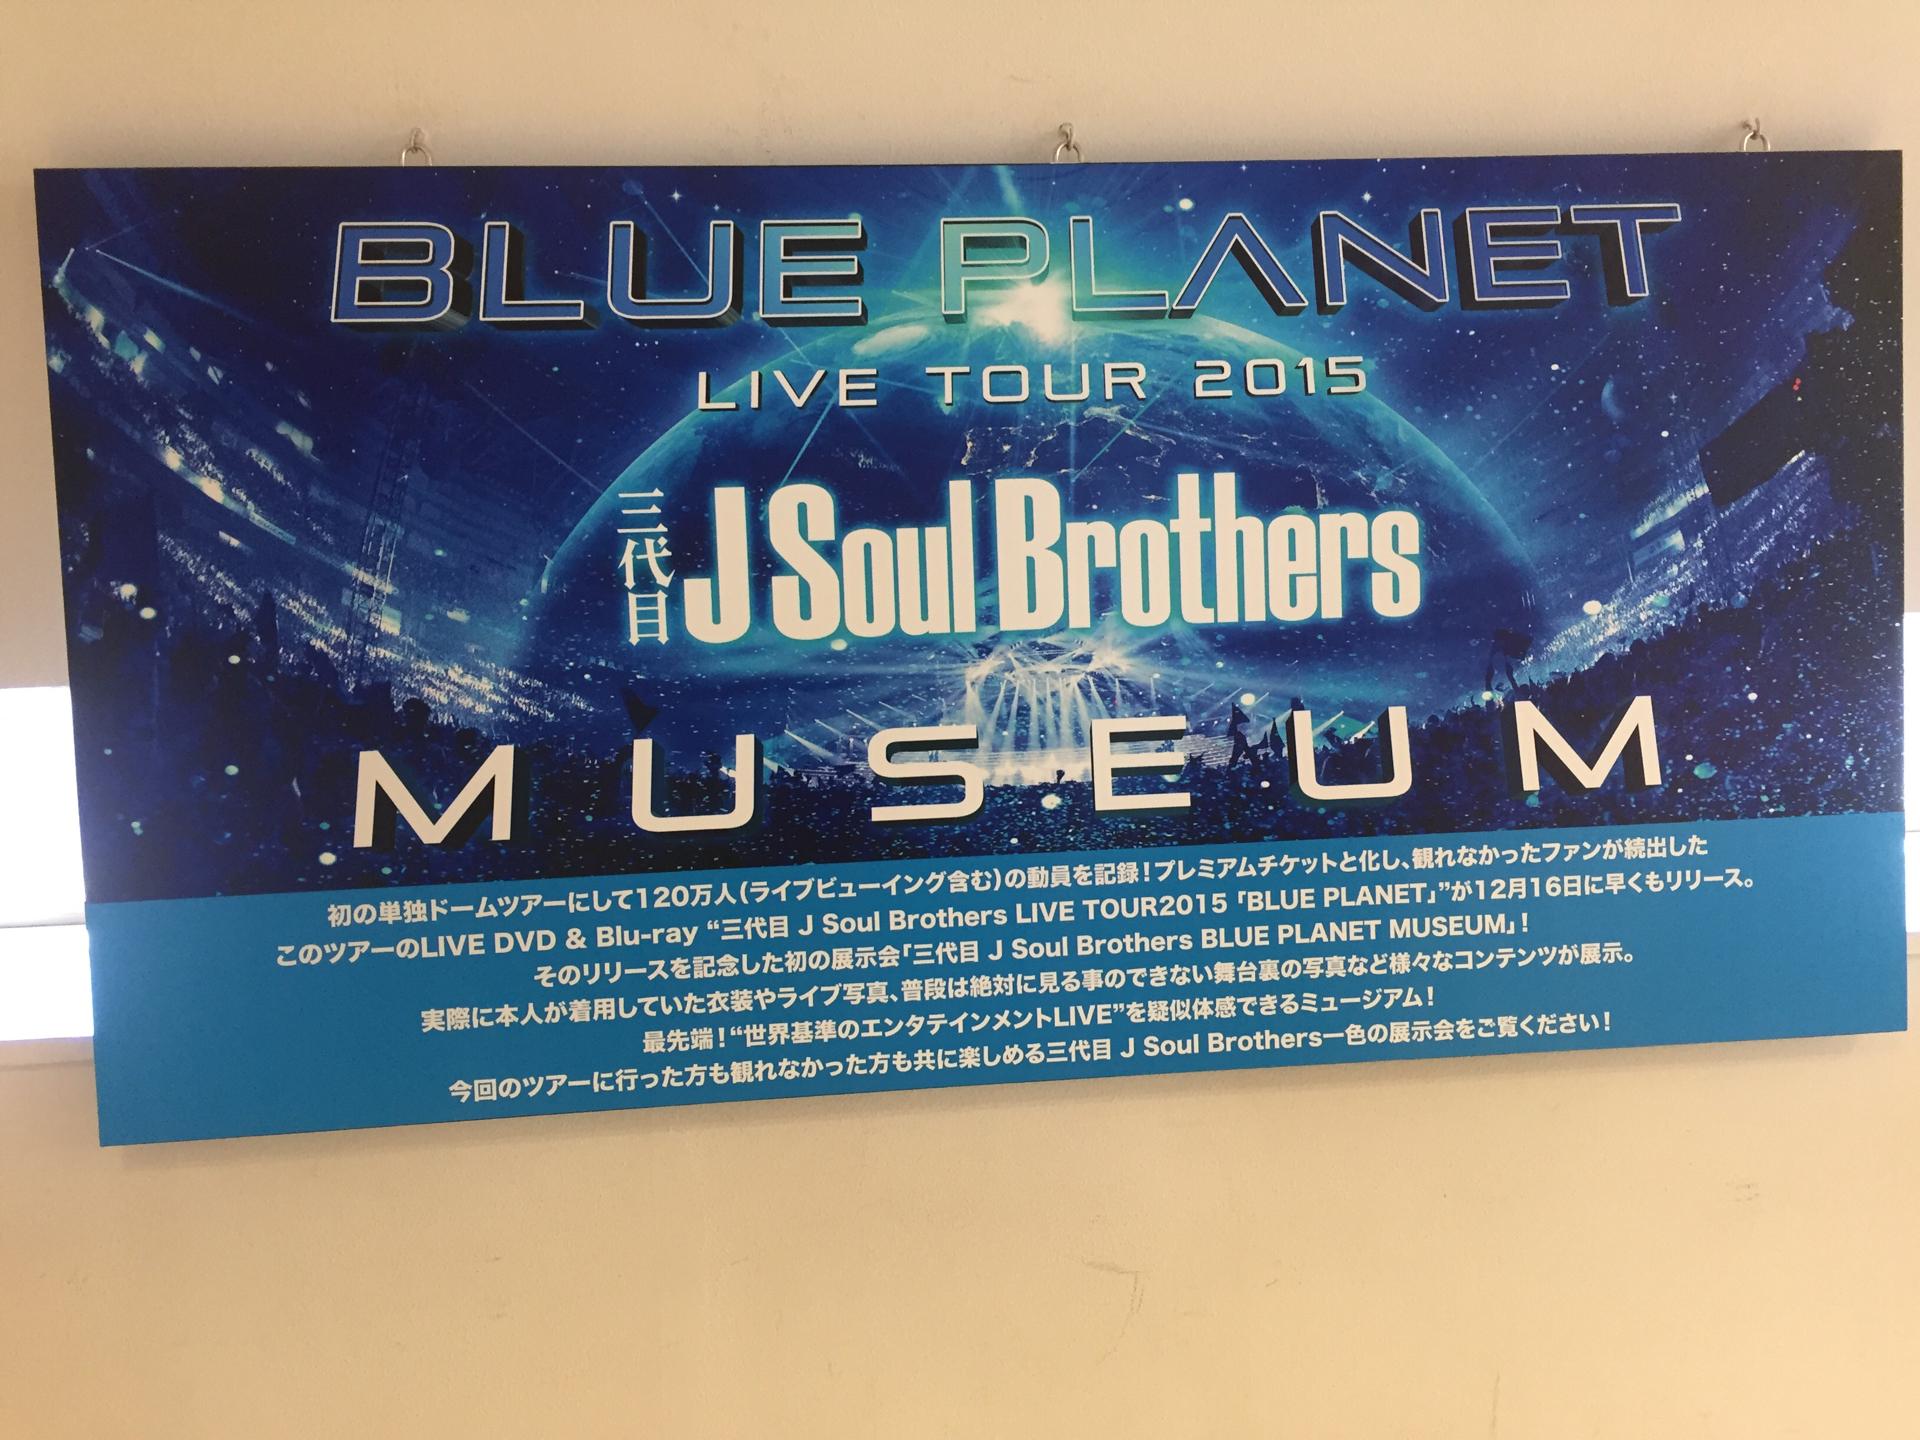 BLUE PLANET
LIVE TOUR 2015
三代目 J Soul Brothers
MUSEUM
初の単独ドームツアーにして120万人(ライブビューイング含む)の動員を記録!プレミアムチケットと化し、観れなかったファンが続出した
このツアーのLIVE DVD & Blu-ray “三代目 J Soul Brothers LIVE TOUR2015 「BLUE PLANET」”が12月16日に早くもリリース。
そのリリースを記念した初の展示会「三代目 J Soul Brothers BLUE PLANET MUSEUM」!
実際に本人が着用していた衣装やライブ写真、普段は絶対に見る事のできない舞台裏の写真など様々なコンテンツが展示。
最先端!“世界基準のエンタテインメントLIVE”を疑似体感できるミュージアム!
今回のツアーに行った方も観れなかった方も共に楽しめる三代目 J Soul Brothers一色の展示会をご覧ください!